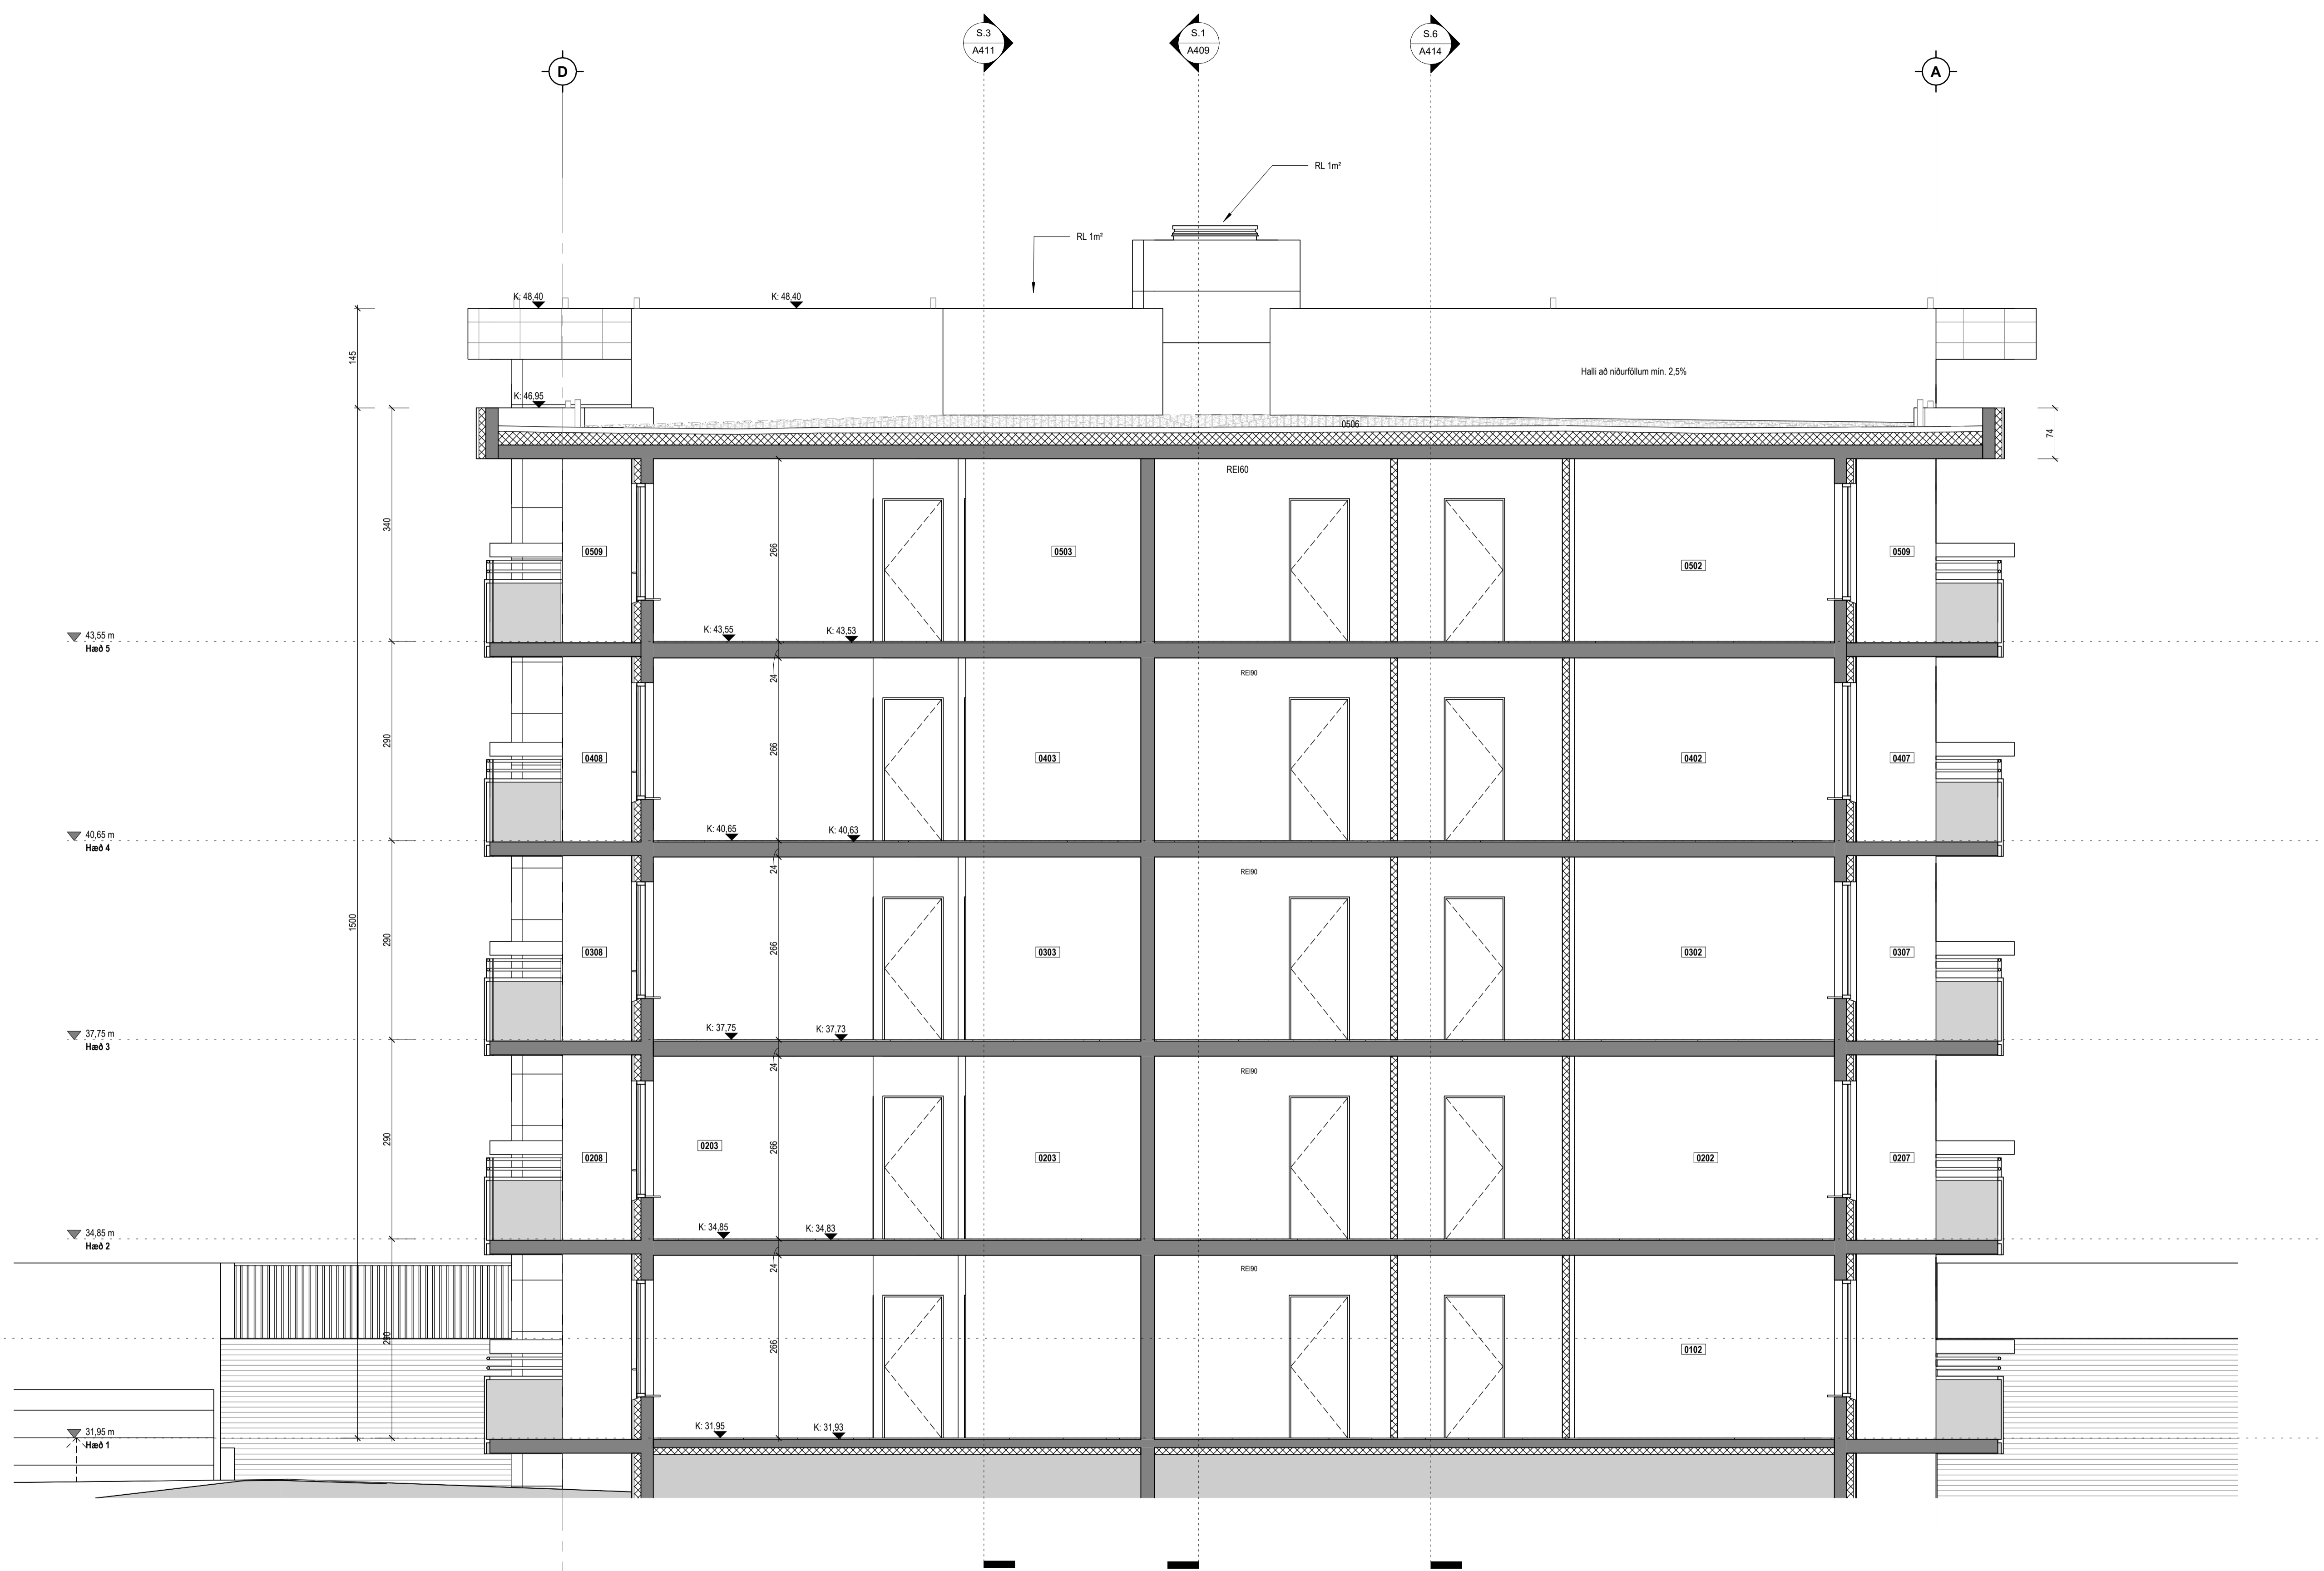 S.3
A411
S.1
A409
S.6
A414
D
A
RL 1m²
RL 1m²
K: 48,40
K: 48,40
145
Halli að niðurföllum mín. 2,5%
K: 46,95
0506
74
REI60
340
266
0509
0503
0502
0509
43,55 m
Hæð 5
K: 43,55
K: 43,53
24
REI90
290
266
0408
0403
0402
0407
40,65 m
Hæð 4
K: 40,65
K: 40,63
24
REI90
1500
290
266
0308
0303
0302
0307
37,75 m
Hæð 3
K: 37,75
K: 37,73
24
REI90
290
266
0203
0208
0203
0202
0207
34,85 m
Hæð 2
K: 34,85
K: 34,83
24
REI90
290
266
0102
31,95 m
Hæð 1
K: 31,95
K: 31,93